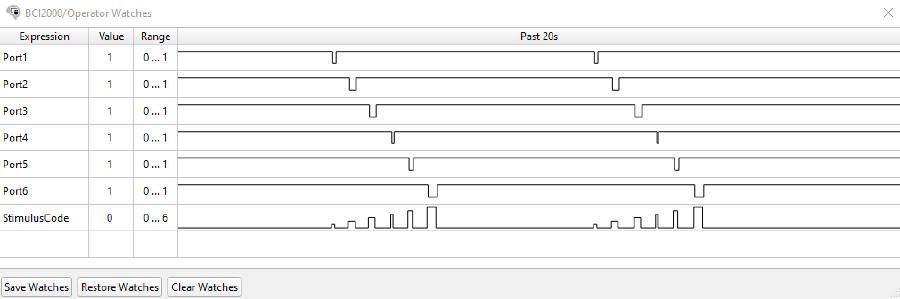 BCI2000/Operator Watches
Expression Value Range Past 20s
Port1 1 0 ... 1
Port2 1 0 ... 1
Port3 1 0 ... 1
Port4 1 0 ... 1
Port5 1 0 ... 1
Port6 1 0 ... 1
StimulusCode 0 0 ... 6
Save Watches Restore Watches Clear Watches